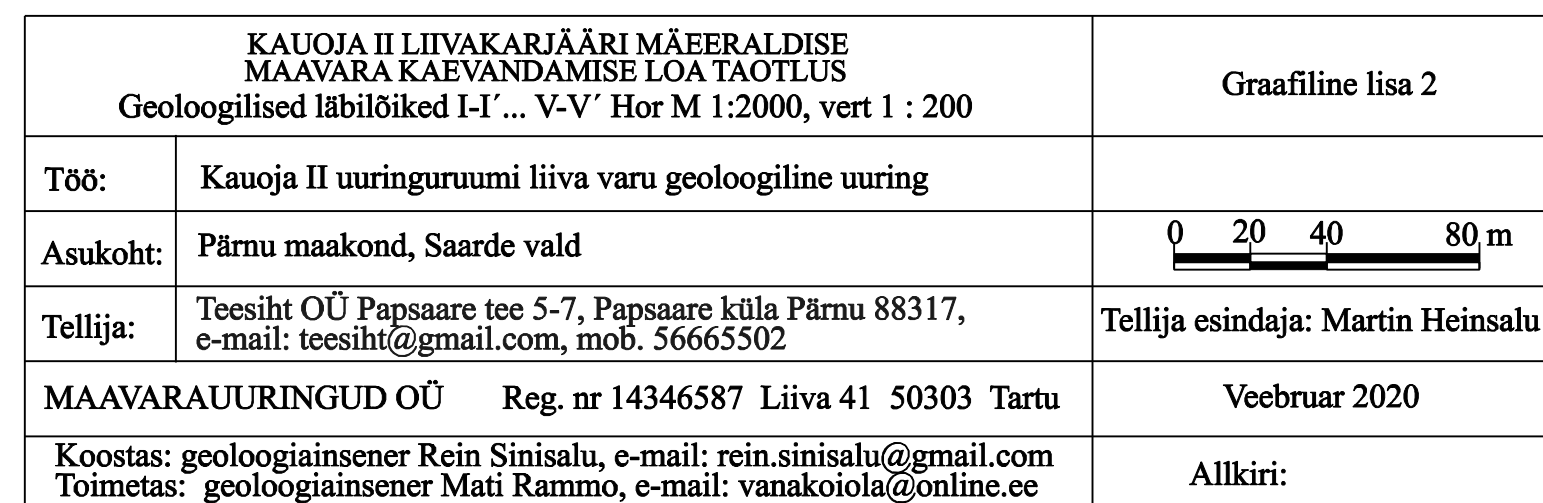 KAUOJA II LIIVAKARJÄÄRI MÄEERALDISE
MAAVARA KAEVANDAMISE LOA TAOTLUS
Geoloogilised läbilõiked I-I´... V-V´ Hor M 1:2000, vert 1 : 200
Graafiline lisa 2
Töö:
Kauoja II uuringuruumi liiva varu geoloogiline uuring
Asukoht:
Pärnu maakond, Saarde vald
0 20 40 80 m
Tellija:
Teesiht OÜ Papsaare tee 5-7, Papsaare küla Pärnu 88317,
e-mail: teesiht@gmail.com, mob. 56665502
Tellija esindaja: Martin Heinsalu
MAAVARAUURINGUD OÜ Reg. nr 14346587 Liiva 41 50303 Tartu
Veebruar 2020
Koostas: geoloogiainsener Rein Sinisalu, e-mail: rein.sinisalu@gmail.com
Toimetas: geoloogiainsener Mati Rammo, e-mail: vanakoiola@online.ee
Allkiri: